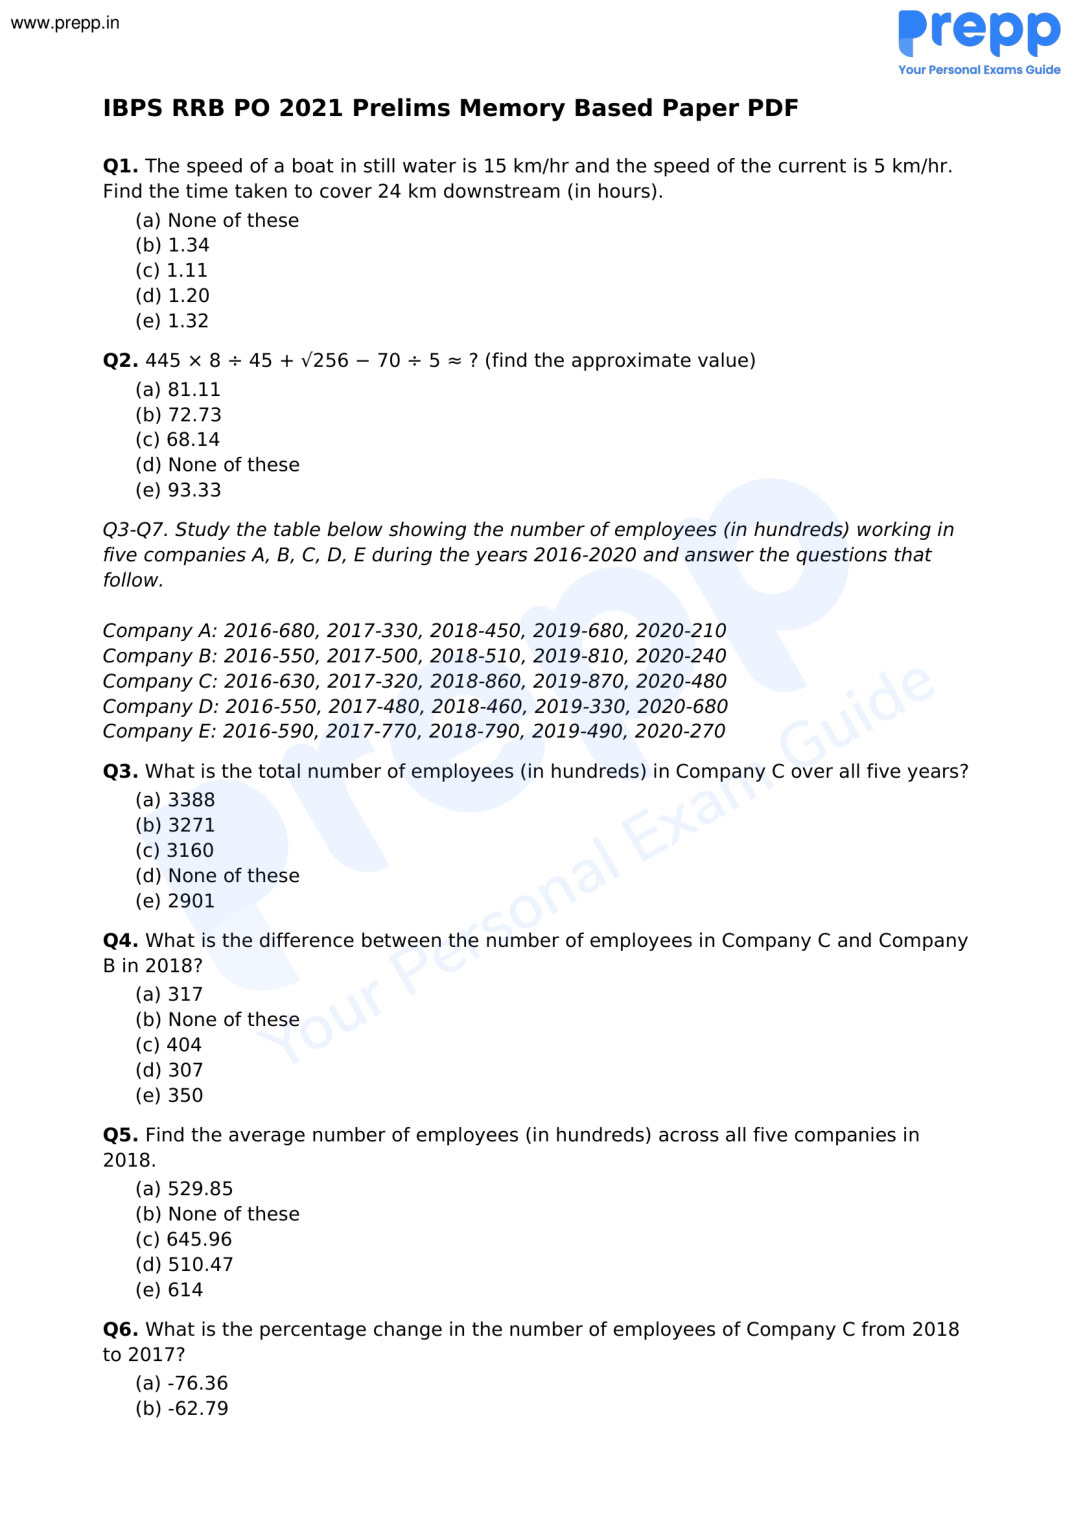 www.prepp.in
Prepp
Your Personal Exams Guide
IBPS RRB PO 2021 Prelims Memory Based Paper PDF
Q1. The speed of a boat in still water is 15 km/hr and the speed of the current is 5 km/hr.
Find the time taken to cover 24 km downstream (in hours).
(a) None of these
(b) 1.34
(c) 1.11
(d) 1.20
(e) 1.32
Q2. 445 × 8 ÷ 45 + √256 − 70 ÷ 5 ≈ ? (find the approximate value)
(a) 81.11
(b) 72.73
(c) 68.14
(d) None of these
(e) 93.33
Q3-Q7. Study the table below showing the number of employees (in hundreds) working in
five companies A, B, C, D, E during the years 2016-2020 and answer the questions that
follow.
Company A: 2016-680, 2017-330, 2018-450, 2019-680, 2020-210
Company B: 2016-550, 2017-500, 2018-510, 2019-810, 2020-240
Company C: 2016-630, 2017-320, 2018-860, 2019-870, 2020-480
Company D: 2016-550, 2017-480, 2018-460, 2019-330, 2020-680
Company E: 2016-590, 2017-770, 2018-790, 2019-490, 2020-270
Q3. What is the total number of employees (in hundreds) in Company C over all five years?
(a) 3388
(b) 3271
(c) 3160
(d) None of these
(e) 2901
Q4. What is the difference between the number of employees in Company C and Company
B in 2018?
(a) 317
(b) None of these
(c) 404
(d) 307
(e) 350
Q5. Find the average number of employees (in hundreds) across all five companies in
2018.
(a) 529.85
(b) None of these
(c) 645.96
(d) 510.47
(e) 614
Q6. What is the percentage change in the number of employees of Company C from 2018
to 2017?
(a) -76.36
(b) -62.79
prepp
Your Personal Exam Guide